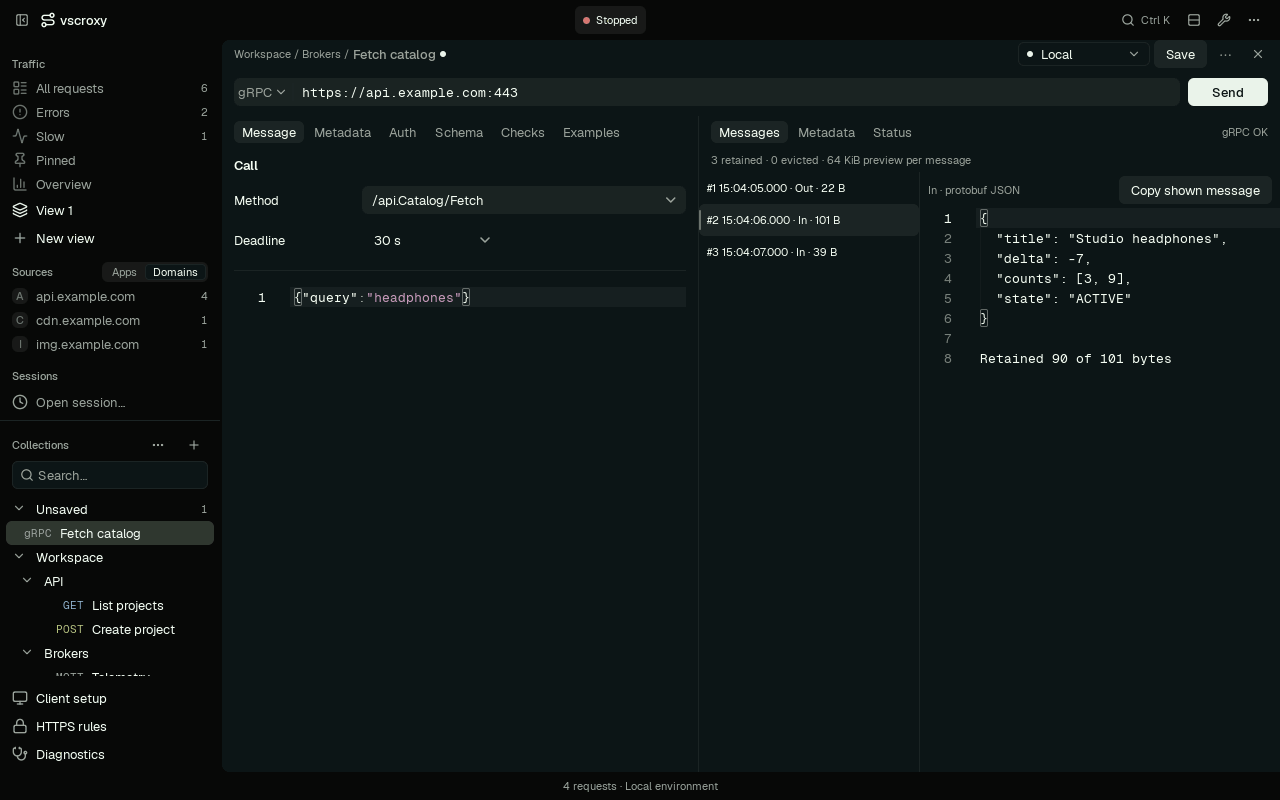 vscroxy
Stopped
Ctrl K
Traffic
All requests 6
Errors 2
Slow 1
Pinned
Overview
View 1
New view
Sources Apps Domains
A api.example.com 4
C cdn.example.com 1
I img.example.com 1
Sessions
Open session…
Collections
Search…
Unsaved 1
gRPC Fetch catalog
Workspace
API
GET List projects
POST Create project
Brokers
MQTT Telemetry
Client setup
HTTPS rules
Diagnostics
Workspace / Brokers / Fetch catalog
Local
Save
gRPC https://api.example.com:443
Send
Message Metadata Auth Schema Checks Examples
Call
Method /api.Catalog/Fetch
Deadline 30 s
1 {"query":"headphones"}
Messages Metadata Status gRPC OK
3 retained · 0 evicted · 64 KiB preview per message
#1 15:04:05.000 · Out · 22 B
#2 15:04:06.000 · In · 101 B
#3 15:04:07.000 · In · 39 B
In · protobuf JSON
Copy shown message
1 {
2 "title": "Studio headphones",
3 "delta": -7,
4 "counts": [3, 9],
5 "state": "ACTIVE"
6 }
7
8 Retained 90 of 101 bytes
4 requests · Local environment